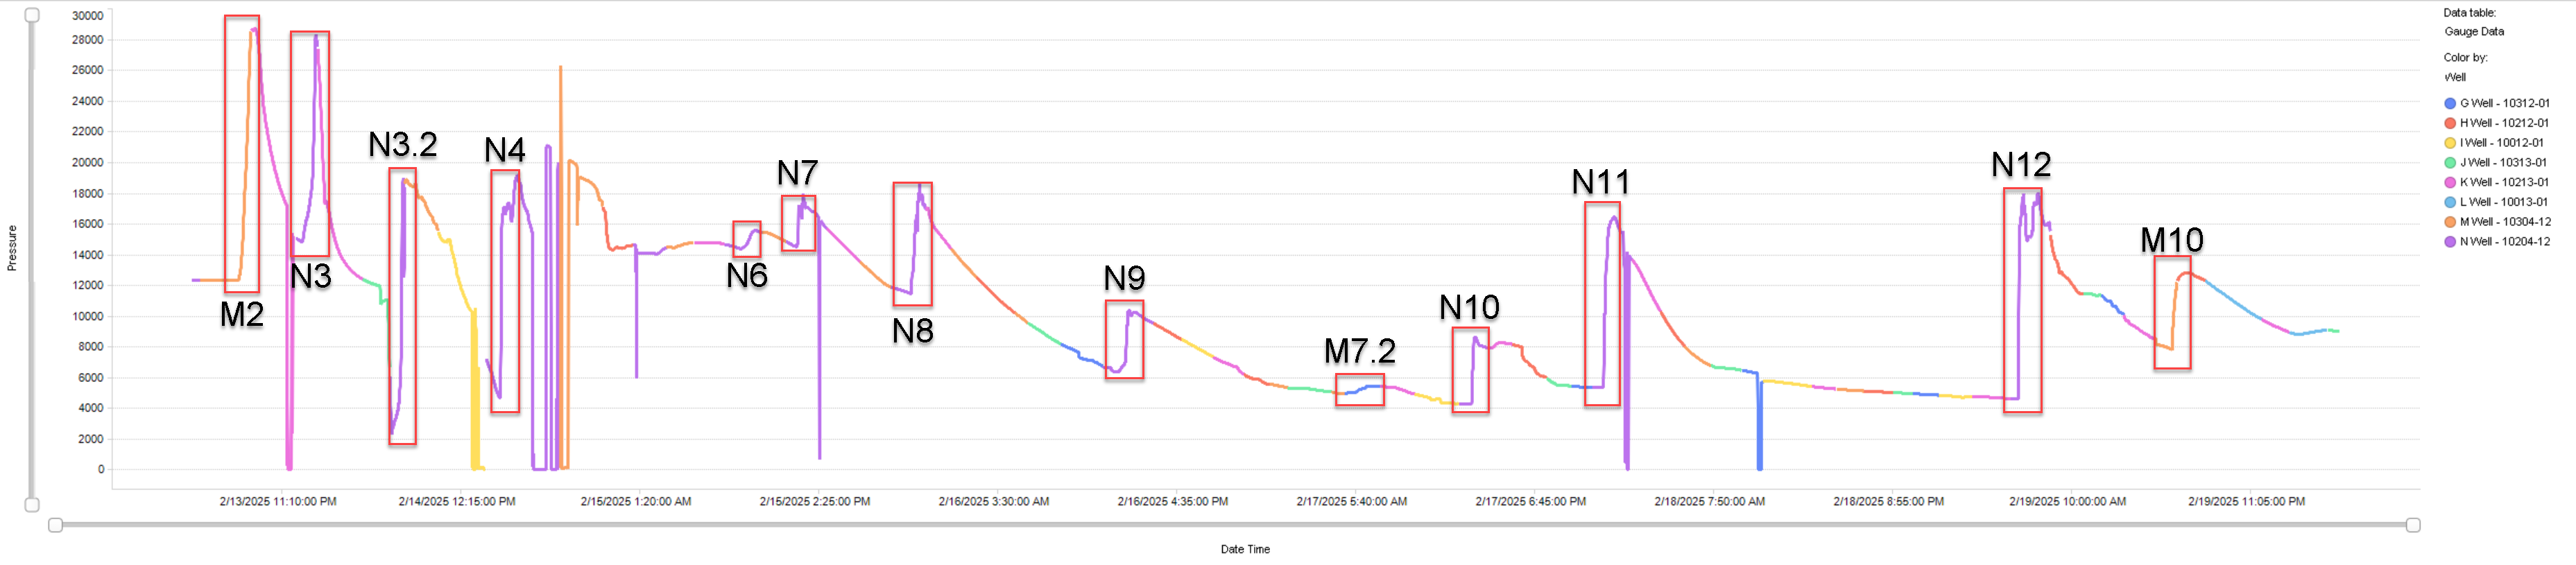 30000
28000
26000
24000
22000
20000
18000
16000
14000
12000
10000
8000
6000
4000
2000
0
Pressure
M2
N3
N3.2
N4
N6
N7
N8
N9
M7.2
N10
N11
N12
M10
2/13/2025 11:10:00 PM
2/14/2025 12:15:00 PM
2/15/2025 1:20:00 AM
2/15/2025 2:25:00 PM
2/16/2025 3:30:00 AM
2/16/2025 4:35:00 PM
2/17/2025 5:40:00 AM
2/17/2025 6:45:00 PM
2/18/2025 7:50:00 AM
2/18/2025 8:55:00 PM
2/19/2025 10:00:00 AM
2/19/2025 11:05:00 PM
Date Time
Data table:
Gauge Data
Color by:
Well
G Well - 10312-01
H Well - 10212-01
I Well - 10012-01
J Well - 10313-01
K Well - 10213-01
L Well - 10013-01
M Well - 10304-12
N Well - 10204-12